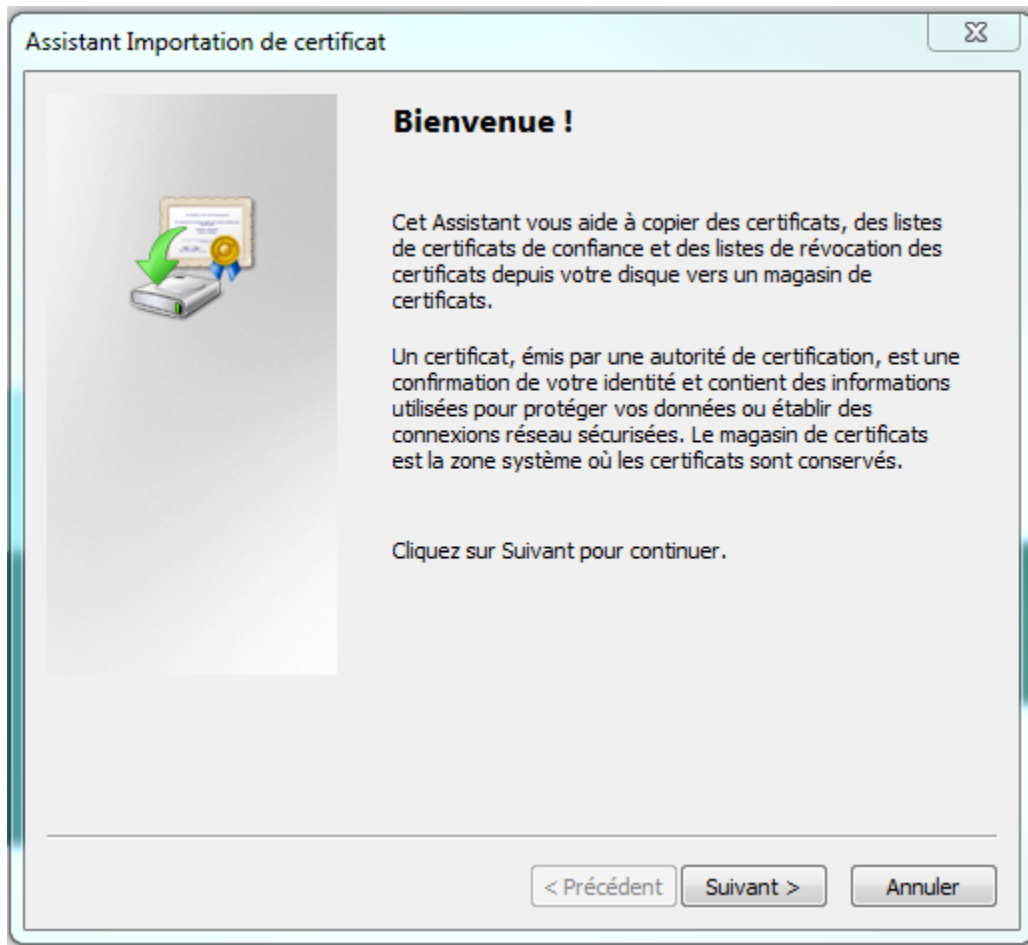 Assistant Importation de certificat
Bienvenue !
Cet Assistant vous aide à copier des certificats, des listes
de certificats de confiance et des listes de révocation des
certificats depuis votre disque vers un magasin de
certificats.
Un certificat, émis par une autorité de certification, est une
confirmation de votre identité et contient des informations
utilisées pour protéger vos données ou établir des
connexions réseau sécurisées. Le magasin de certificats
est la zone système où les certificats sont conservés.
Cliquez sur Suivant pour continuer.
< Précédent Suivant > Annuler